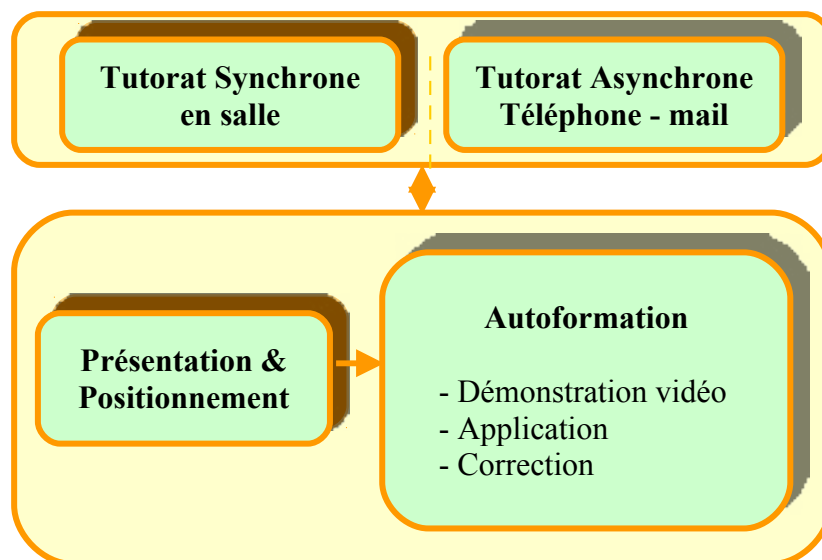 Tutorat Synchrone
en salle
Tutorat Asynchrone
Téléphone - mail
Présentation &
Positionnement
Autoformation
- Démonstration vidéo
- Application
- Correction